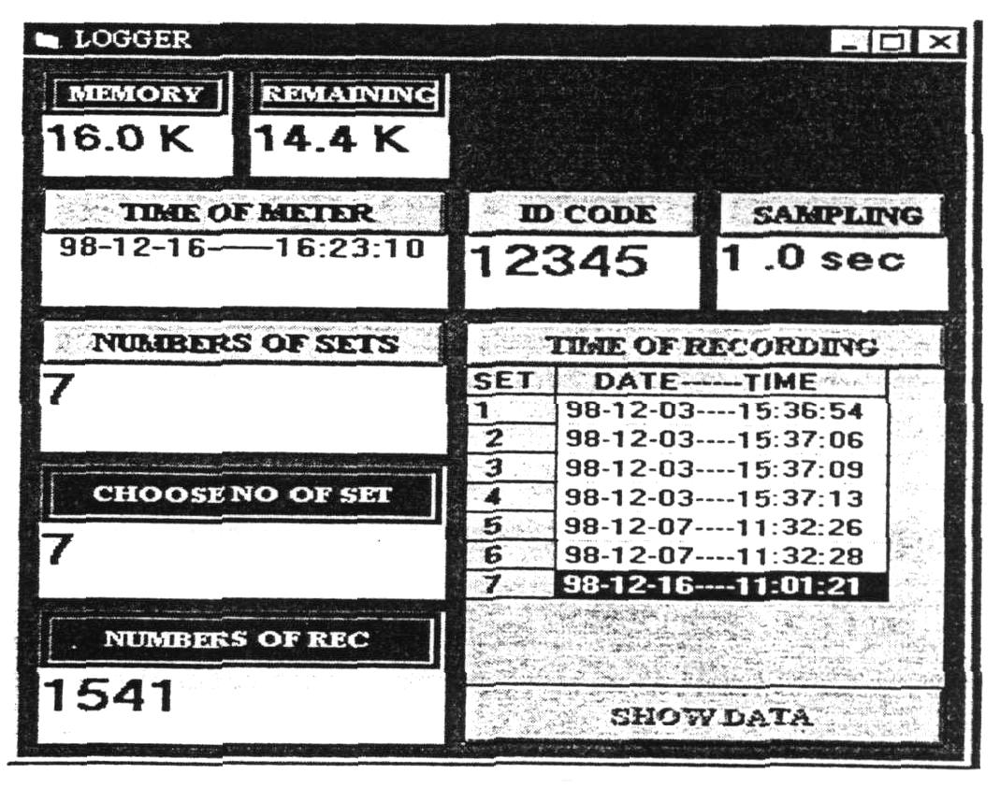 LOGGER
MEMORY REMAINING
16.0 K 14.4 K
TIME OF METER ID CODE SAMPLING
98-12-16-----16:23:10 12345 1 .0 sec
NUMBERS OF SETS TIME OF RECORDING
7
SET DATE------TIME
1 98-12-03----15:36:54
2 98-12-03----15:37:06
3 98-12-03----15:37:09
4 98-12-03----15:37:13
5 98-12-07----11:32:26
6 98-12-07----11:32:28
7 98-12-16----11:01:21
CHOOSE NO OF SET
7
NUMBERS OF REC
1541
SHOW DATA